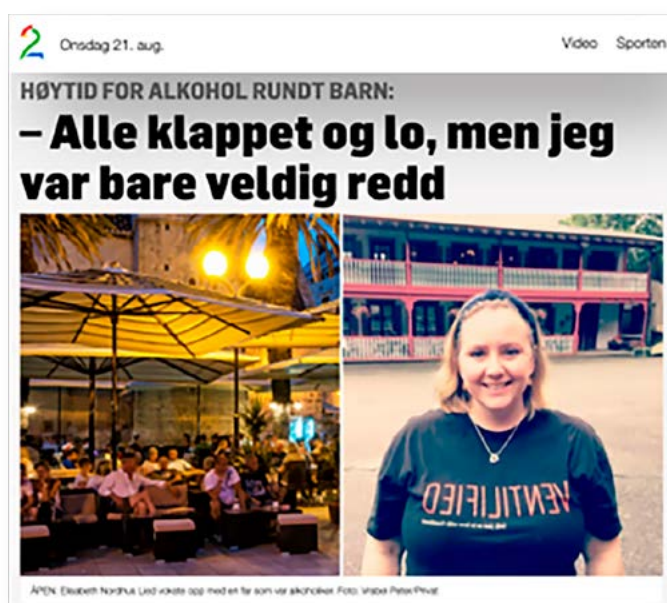 2 Onsdag 21. aug. Video Sporten
HØYTID FOR ALKOHOL RUNDT BARN:
– Alle klappet og lo, men jeg
var bare veldig redd
VENTILIFIED
ÅPEN: Elisabeth Nordhus Lied vokste opp med en far som var alkoholiker. Foto: Vrabel Peter/Privat